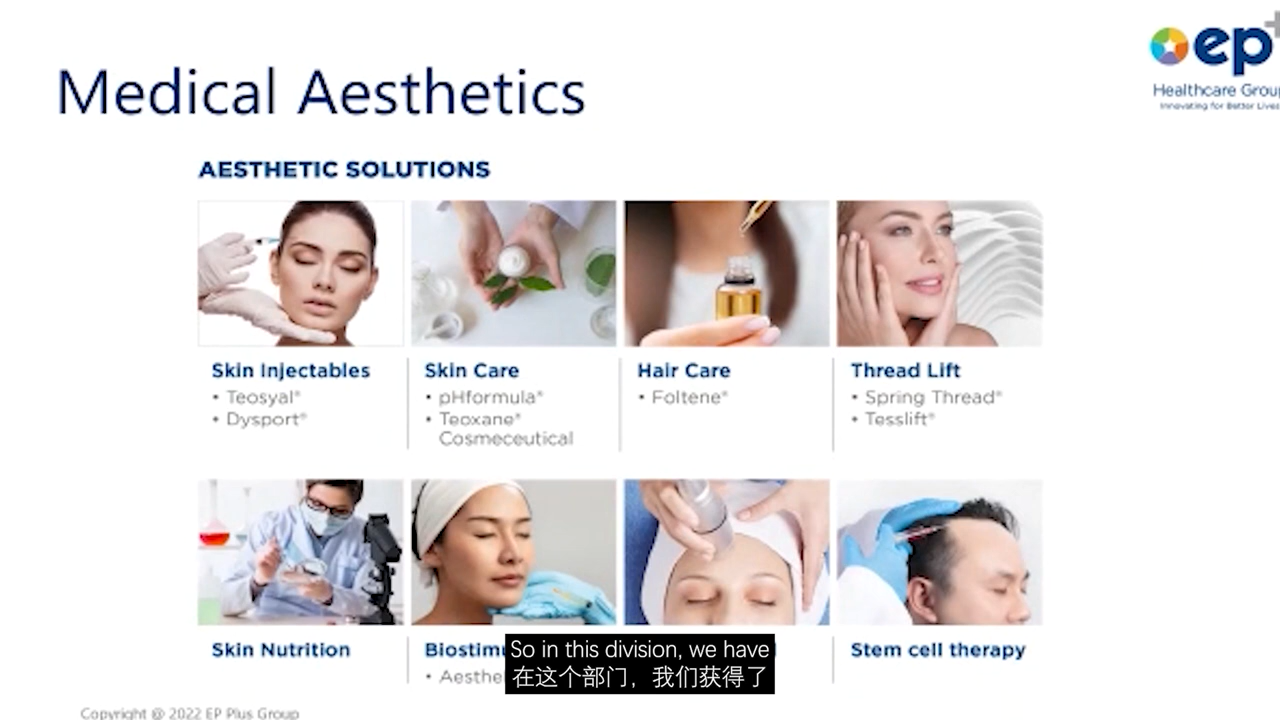 ep+
Healthcare Group
Innovating for Better Lives
Medical Aesthetics
AESTHETIC SOLUTIONS
Skin Injectables
• Teosyal®
• Dysport®
Skin Care
• pHformula®
• Teoxane®
Cosmeceutical
Hair Care
• Foltene®
Thread Lift
• Spring Thread®
• Tesslift®
Skin Nutrition
Stem cell therapy
So in this division, we have
在这个部门，我们获得了
Copyright @ 2022 EP Plus Group